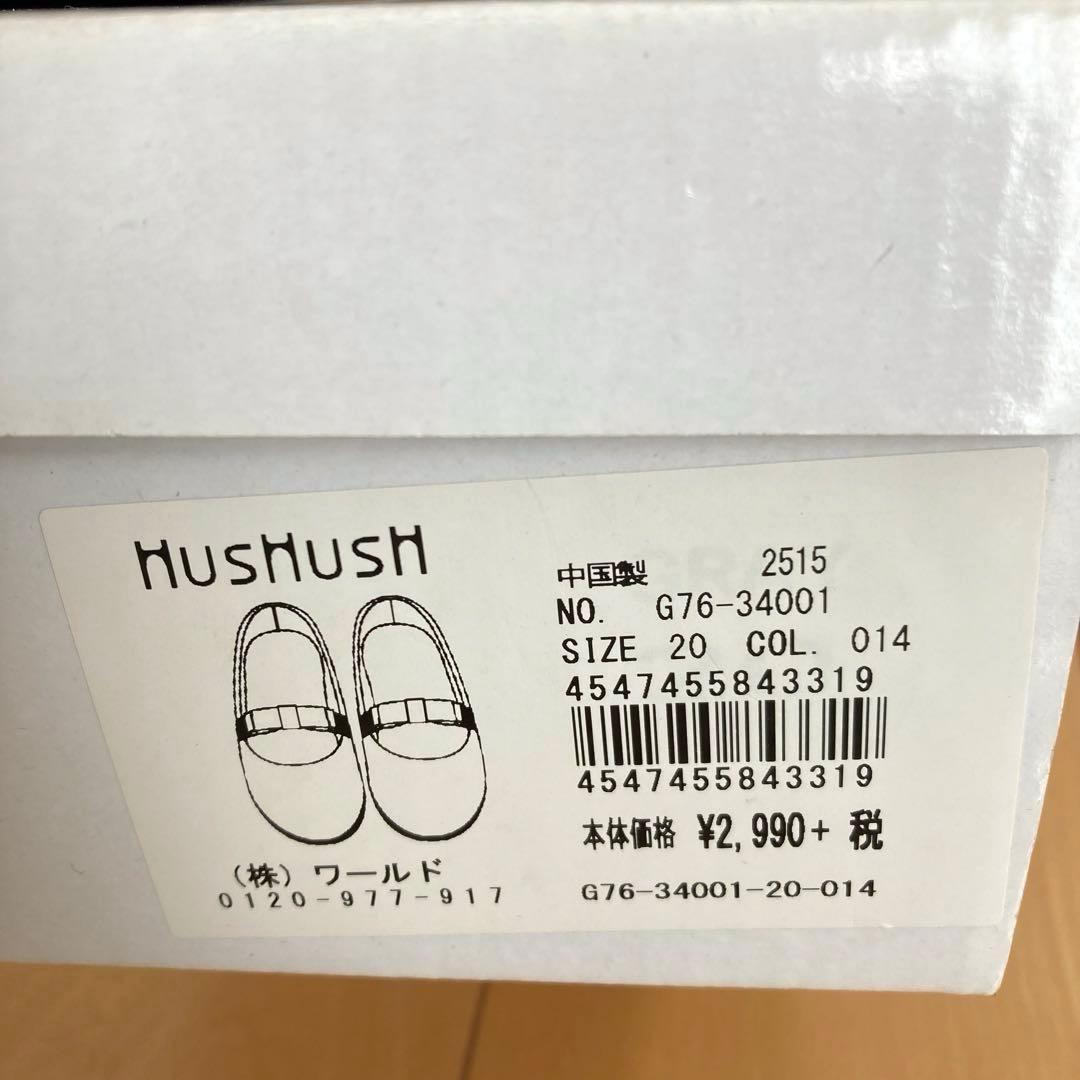 HusHusH
中国製 2515
NO. G76-34001
SIZE 20 COL. 014
4547455843319
4547455843319
本体価格 ¥2,990+ 税
G76-34001-20-014
(株) ワールド
0120-977-917